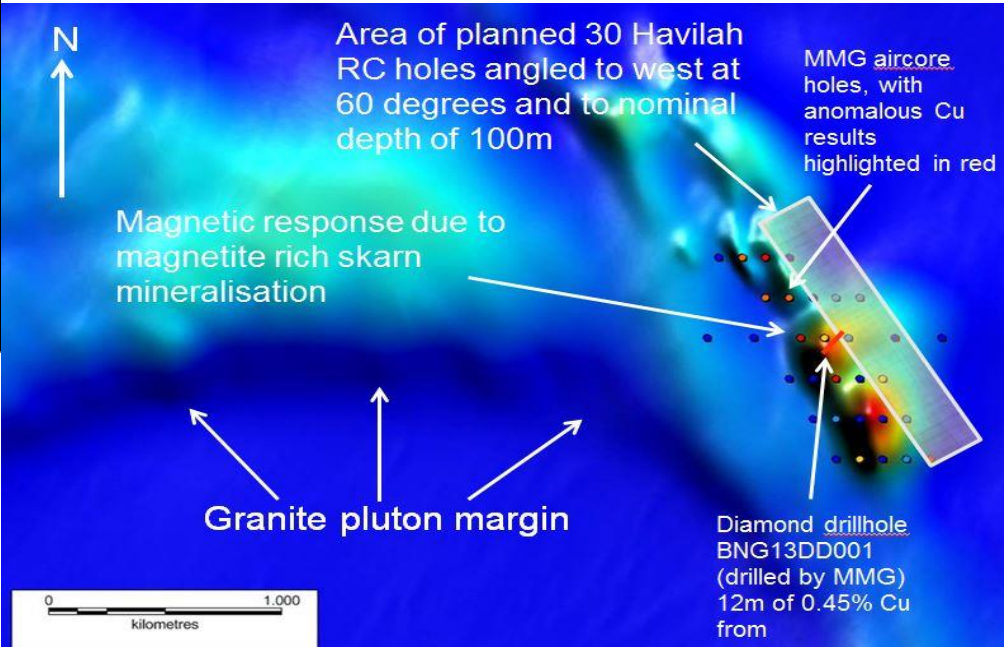 N
Area of planned 30 Havilah
RC holes angled to west at
60 degrees and to nominal
depth of 100m
MMG aircore
holes, with
anomalous Cu
results
highlighted in red
Magnetic response due to
magnetite rich skarn
mineralisation
Granite pluton margin
Diamond drillhole
BNG13DD001
(drilled by MMG)
12m of 0.45% Cu
from
0 1.000
kilometres